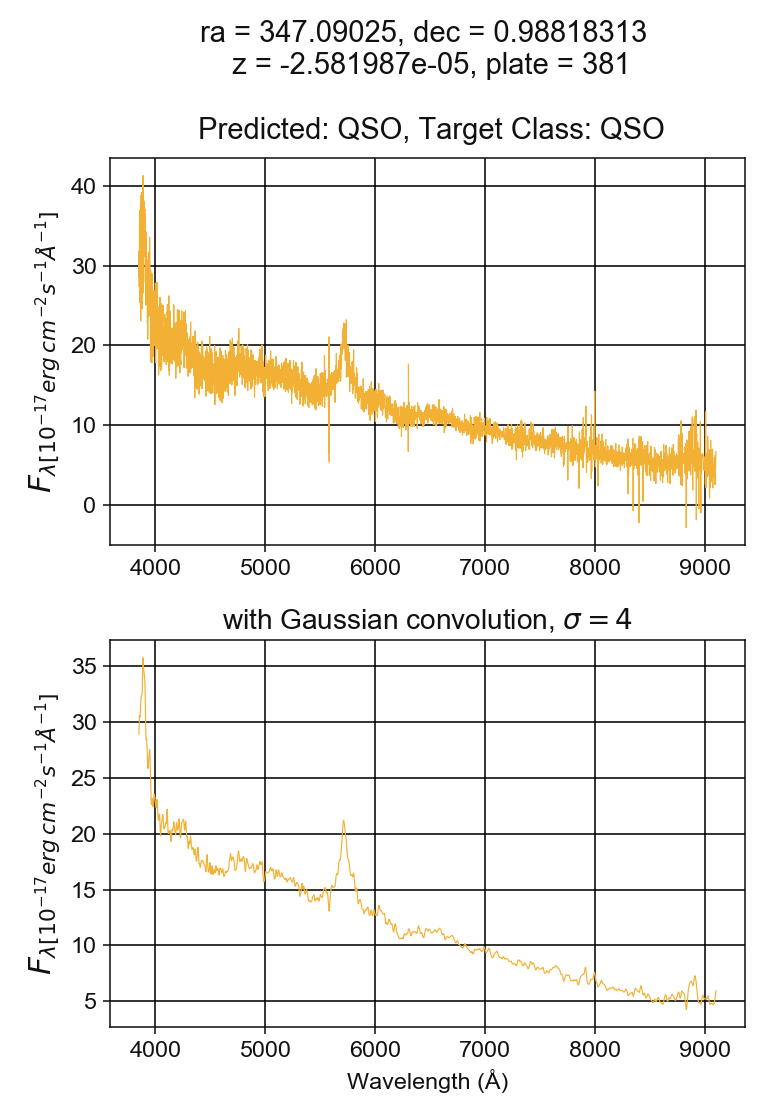 ra = 347.09025, dec = 0.98818313
z = -2.581987e-05, plate = 381
Predicted: QSO, Target Class: QSO
F_λ[10^{−17} erg cm^{−2} s^{−1} Å^{−1}]
40
30
20
10
0
4000 5000 6000 7000 8000 9000
with Gaussian convolution, σ = 4
F_λ[10^{−17} erg cm^{−2} s^{−1} Å^{−1}]
35
30
25
20
15
10
5
4000 5000 6000 7000 8000 9000
Wavelength (Å)